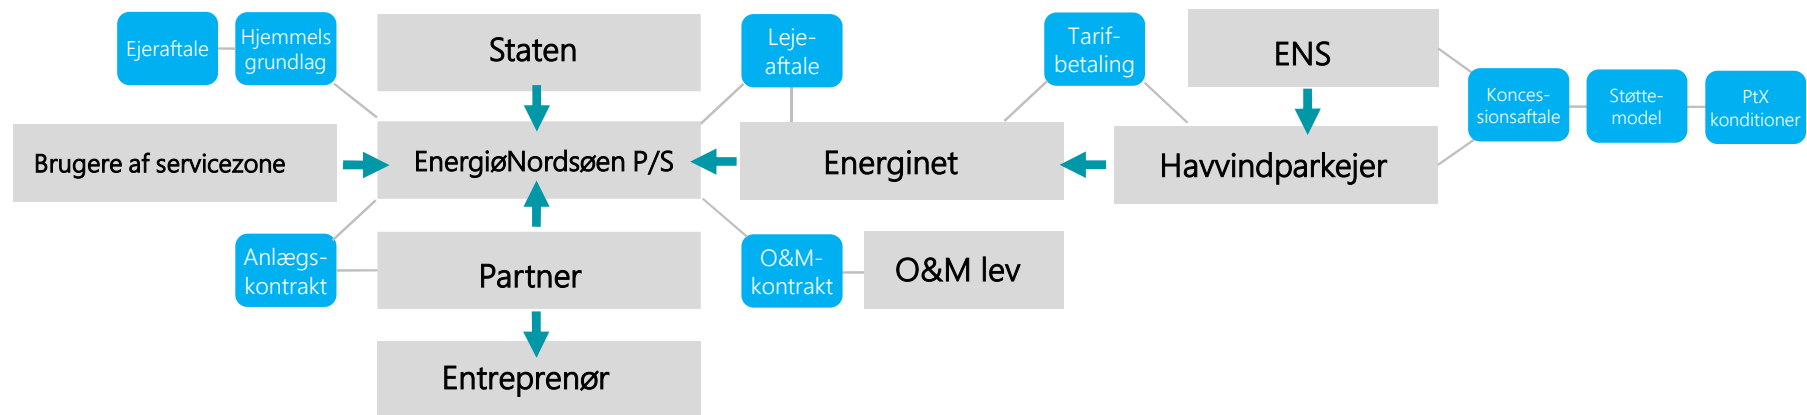 Ejeraftale
Hjemmels
grundlag
Staten
Leje-
aftale
Tarif-
betaling
ENS
Konces-
sionsaftale
Støtte-
model
PtX
konditioner
Brugere af servicezone
EnergiøNordsøen P/S
Energinet
Havvindparkejer
Anlægs-
kontrakt
Partner
O&M-
kontrakt
O&M lev
Entreprenør